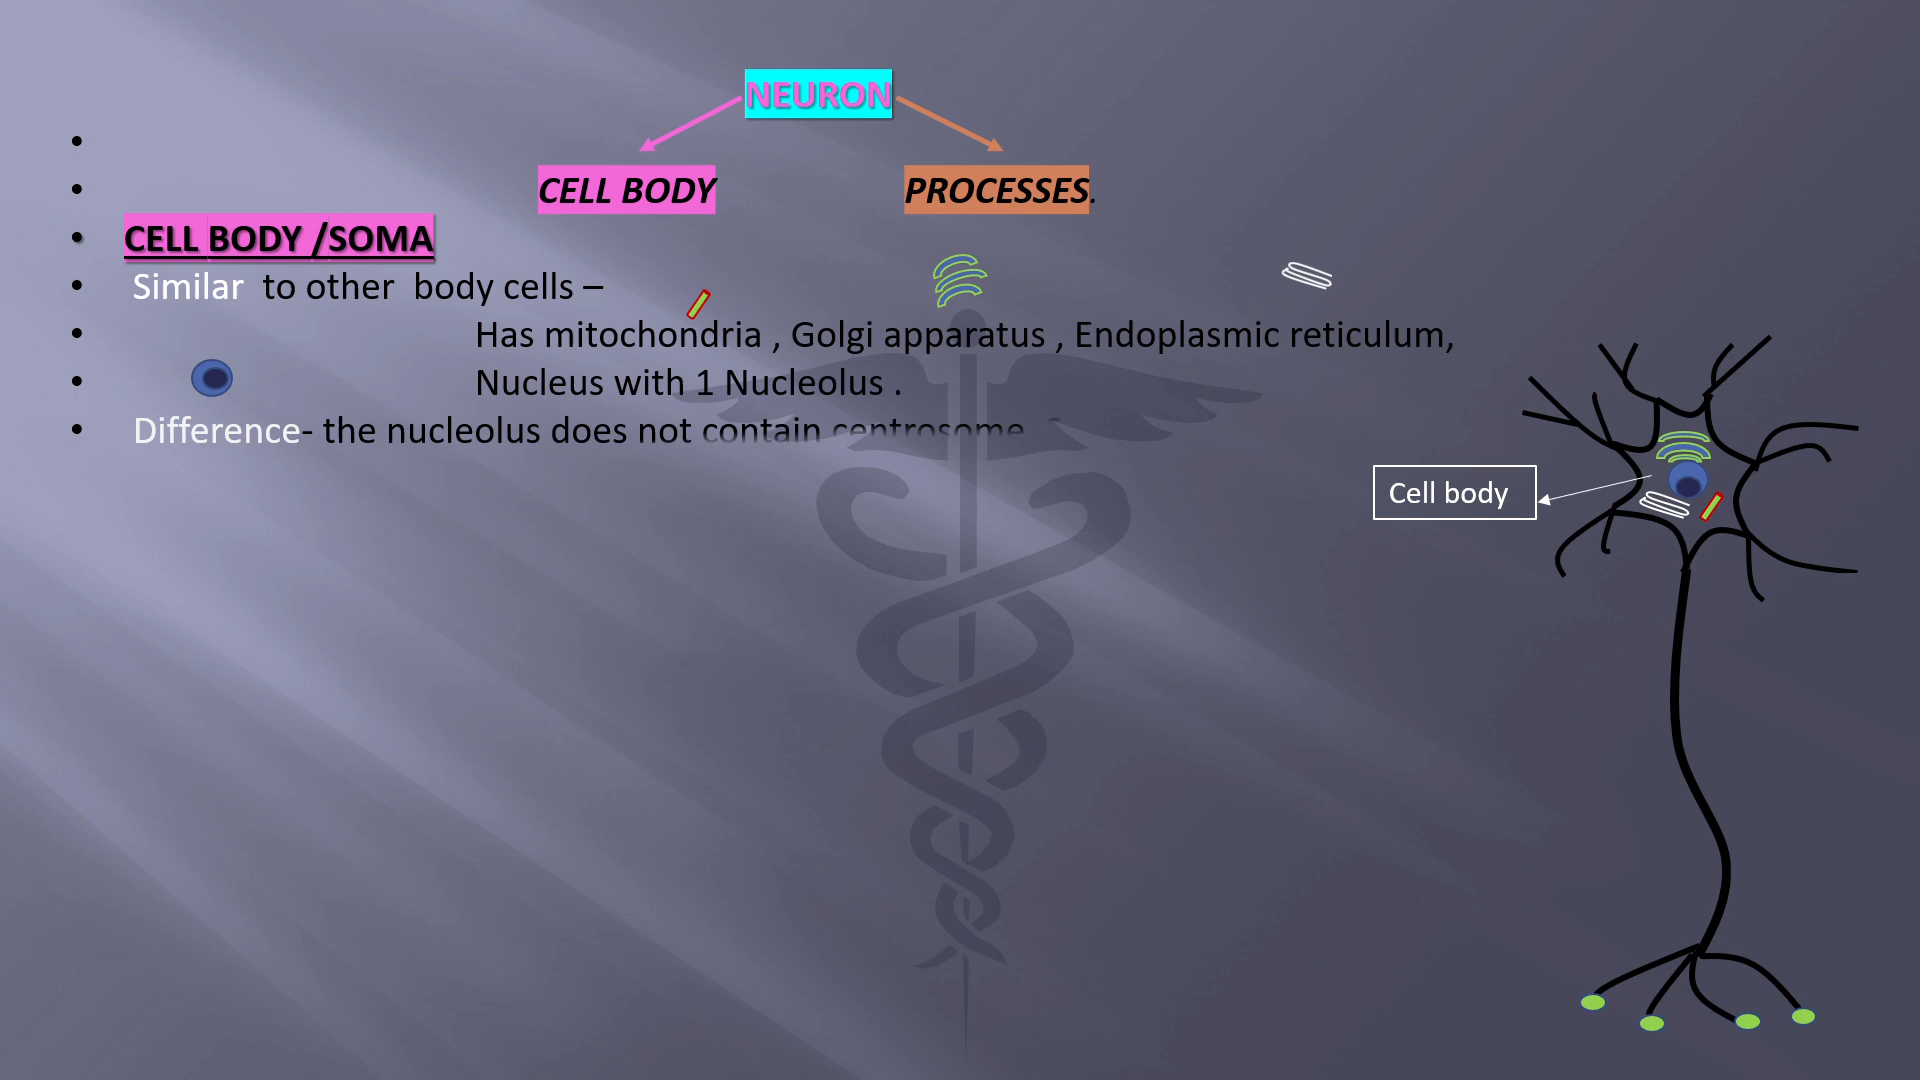 NEURON
CELL BODY PROCESSES.
CELL BODY /SOMA
Similar to other body cells –
Has mitochondria , Golgi apparatus , Endoplasmic reticulum,
Nucleus with 1 Nucleolus .
Difference- the nucleolus does not contain centrosome
Cell body